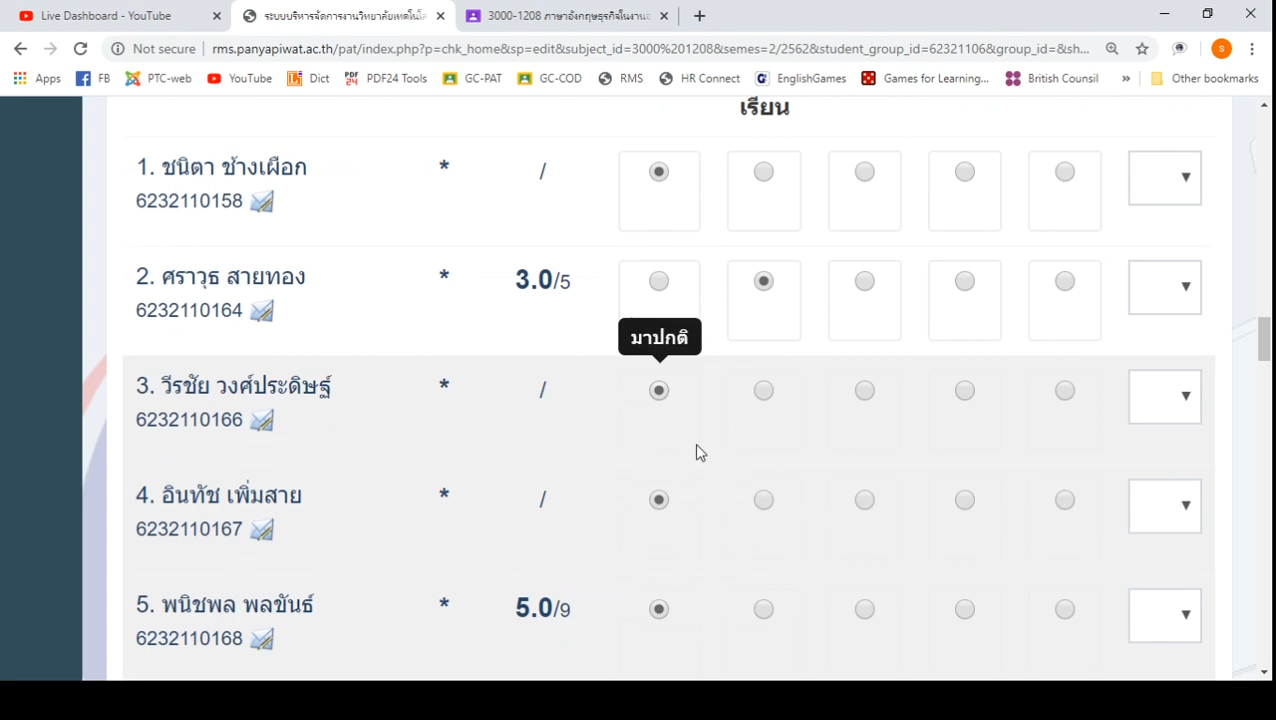 Live Dashboard - YouTube
ระบบบริหารจัดการงานวิทยาลัยเทคโนโล
3000-1208 ภาษาอังกฤษธุรกิจในงานอ
Not secure
rms.panyapiwat.ac.th/pat/index.php?p=chk_home&sp=edit&subject_id=3000%201208&semes=2/2562&student_group_id=62321106&group_id=&sh...
S
Apps
FB
PTC-web
YouTube
Dict
PDF24 Tools
GC-PAT
GC-COD
RMS
HR Connect
EnglishGames
Games for Learning...
British Counsil
»
Other bookmarks
เรียน
1. ชนิตา ช้างเผือก * /
6232110158
2. ศราวุธ สายทอง * 3.0/5
6232110164
มาปกติ
3. วีรชัย วงศ์ประดิษฐ์ * /
6232110166
4. อินทัช เพิ่มสาย * /
6232110167
5. พนิชพล พลขันธ์ * 5.0/9
6232110168